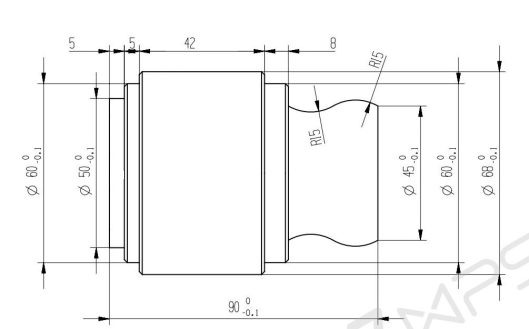 5 5 42 8
R15
R15
Ø 60 0 -0.1
Ø 50 0 -0.1
Ø 45 0 -0.1
Ø 60 0 -0.1
Ø 68 0 -0.1
90 0 -0.1